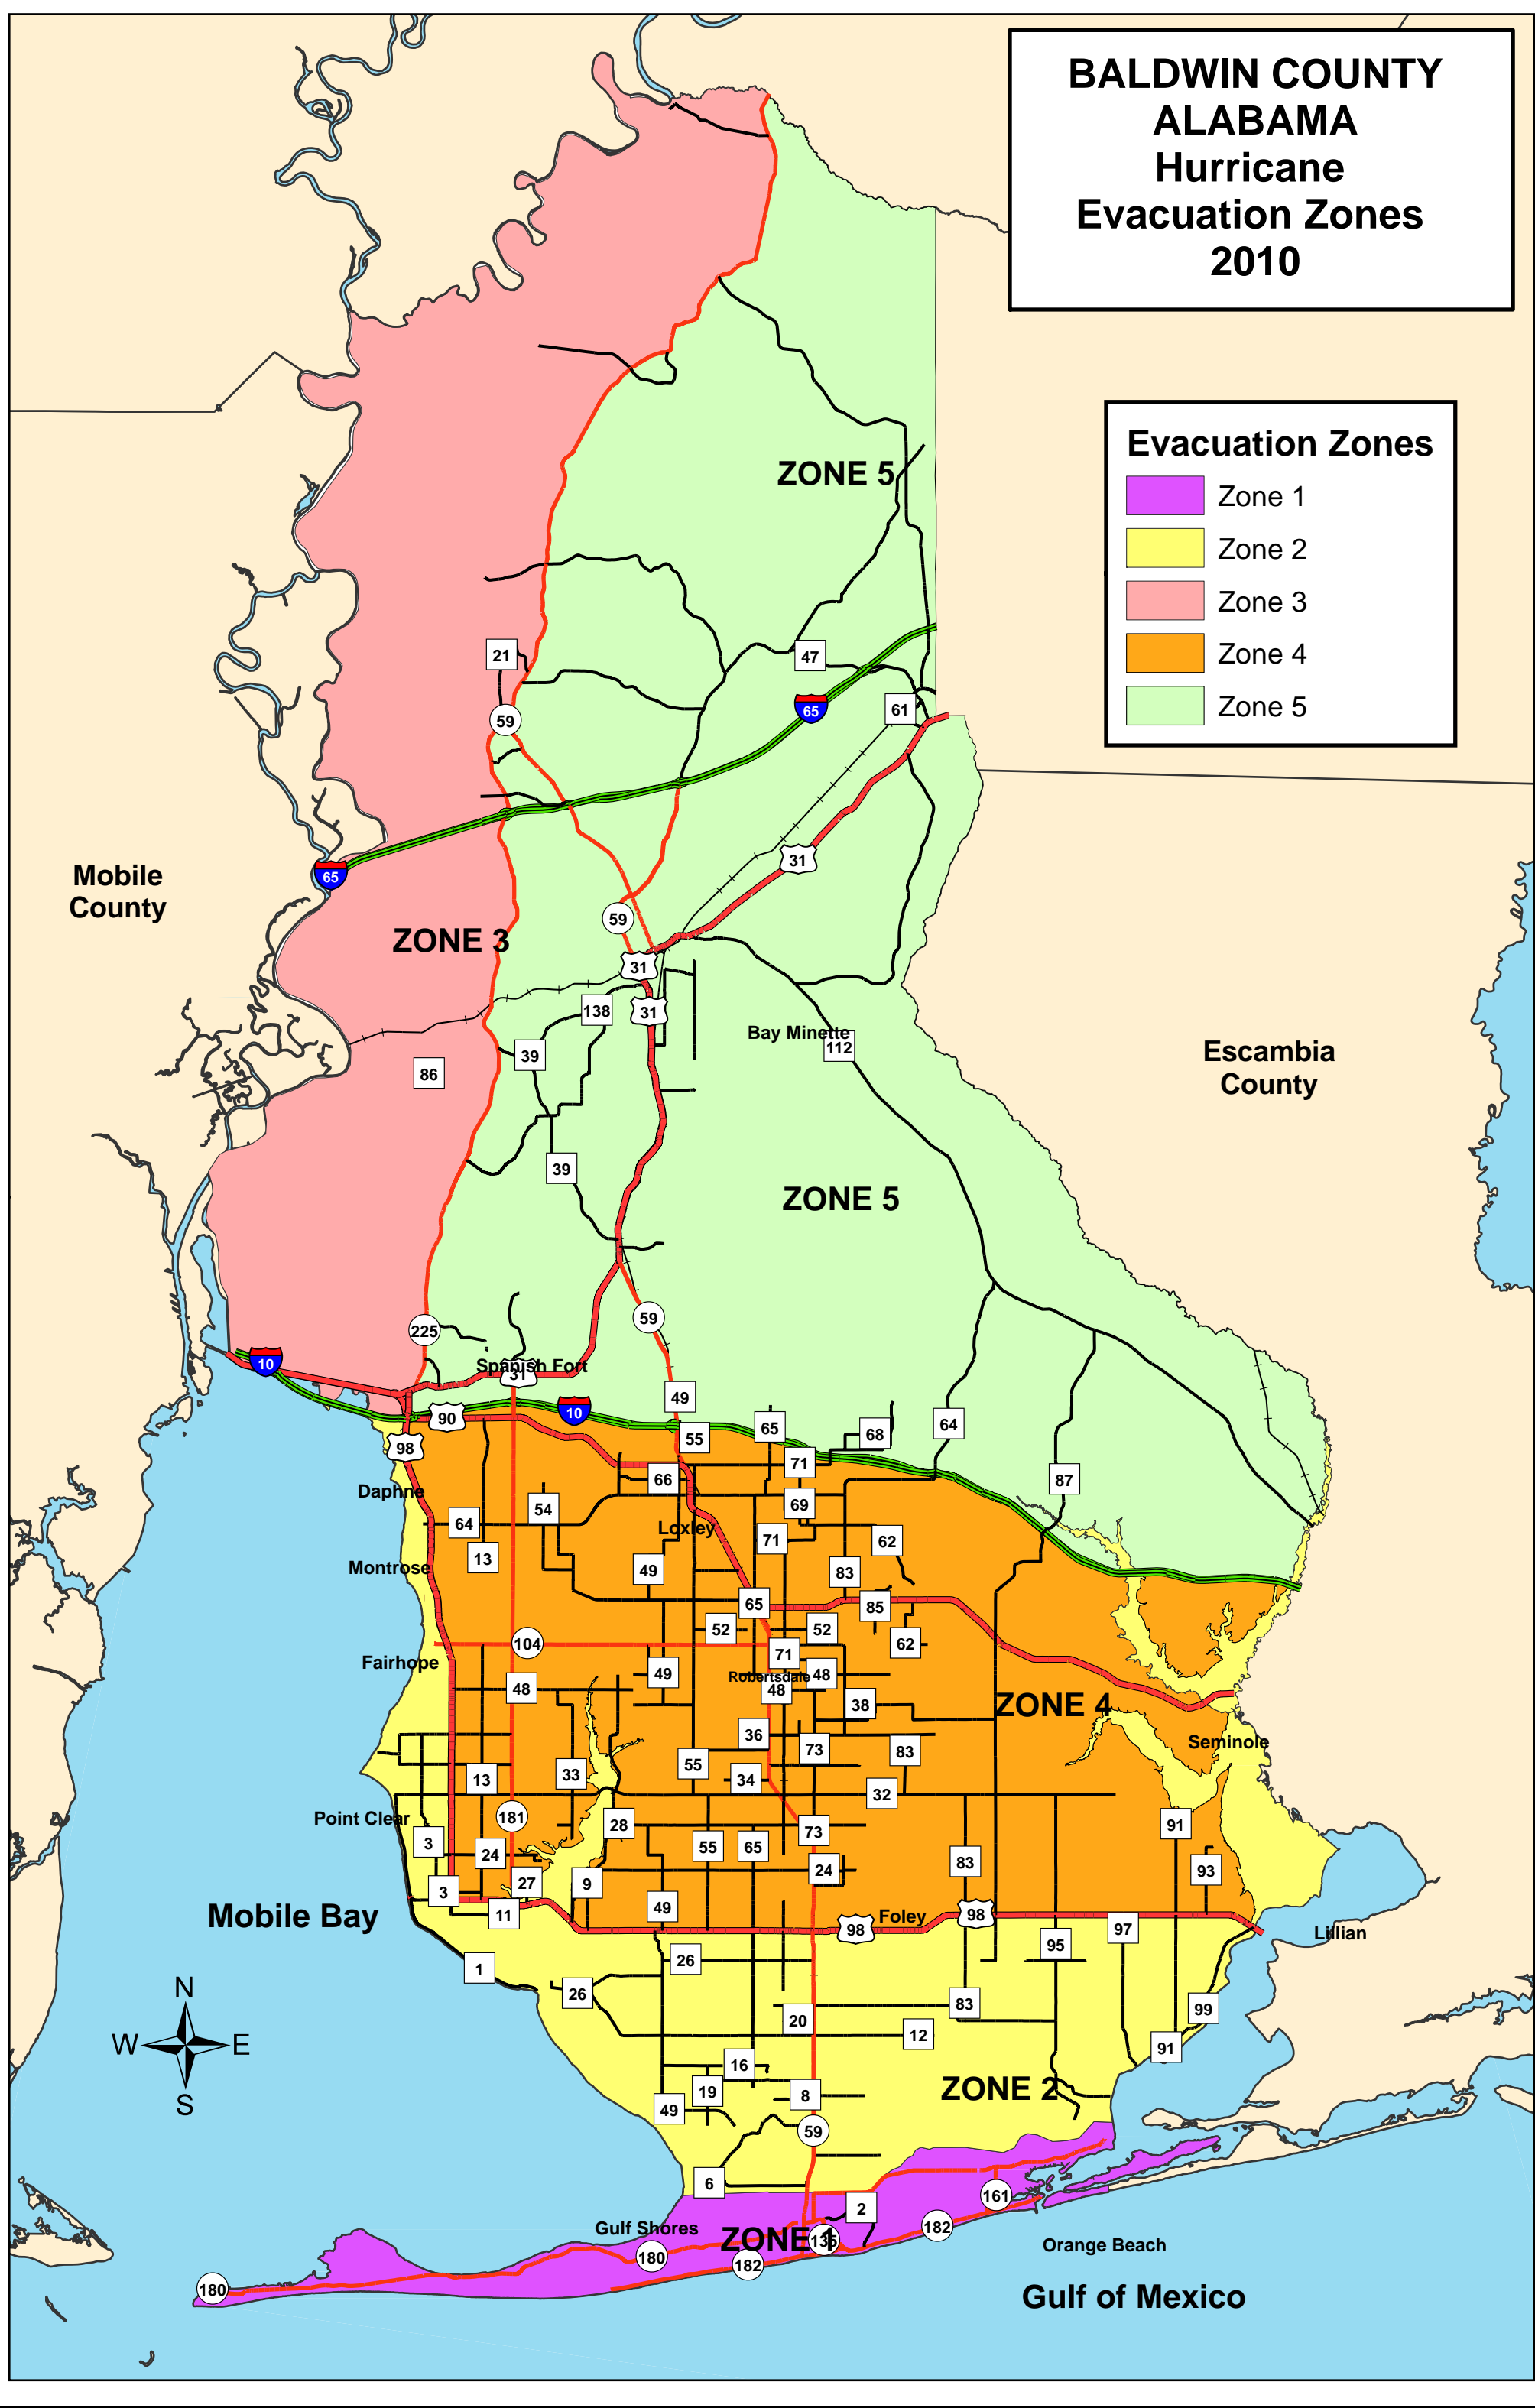 BALDWIN COUNTY
ALABAMA
Hurricane
Evacuation Zones
2010
Evacuation Zones
Zone 1
Zone 2
Zone 3
Zone 4
Zone 5
ZONE 5
21
47
59
65
61
31
Mobile
County
65
59
ZONE 3
31
138
31
Bay Minette
112
39
86
Escambia
County
39
ZONE 5
59
225
10
Spanish Fort
31
49
10
90
65
64
68
55
98
71
66
87
Daphne
69
54
64
Loxley
71
62
13
Montrose
49
83
65
85
52
52
104
62
71
Fairhope
49
48
Robertsdale
48
48
38
ZONE 4
36
Seminole
73
83
55
33
13
34
32
Point Clear
181
28
91
73
3
55
65
24
83
24
93
27
9
3
49
11
Mobile Bay
Foley
98
98
97
Lillian
95
26
1
26
N
83
99
20
12
W
E
91
16
S
19
8
ZONE 2
49
59
6
161
2
182
Gulf Shores
ZONE 1
135
Orange Beach
180
182
180
Gulf of Mexico